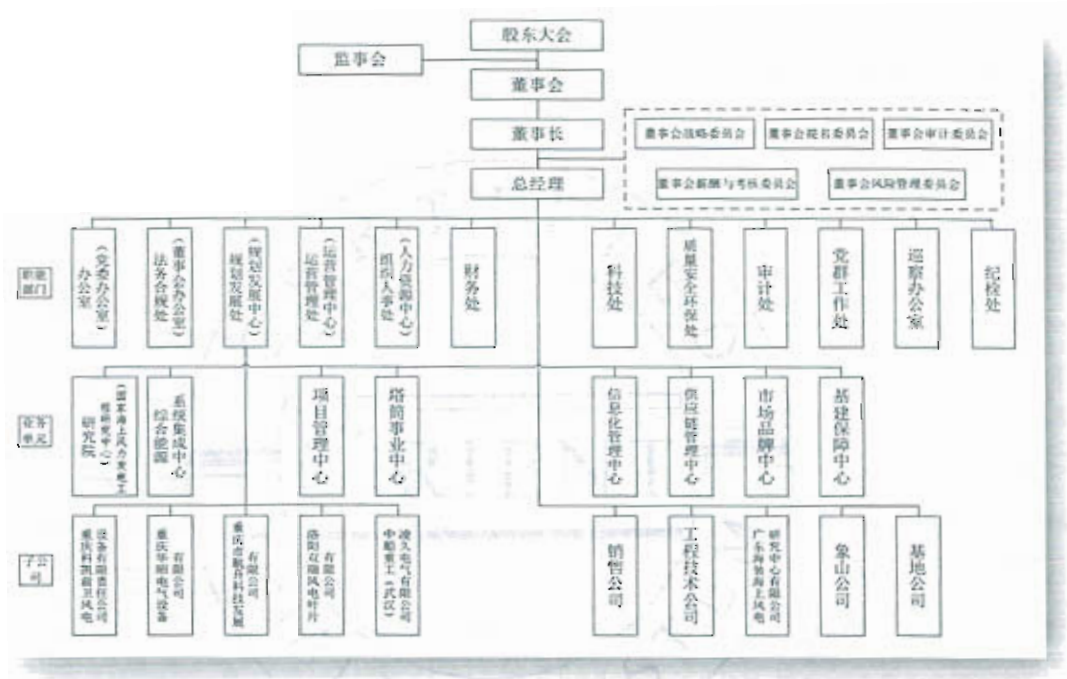 股东大会
监事会
董事会
董事长
总经理
董事会战略委员会
董事会提名委员会
董事会审计委员会
董事会薪酬与考核委员会
董事会风险管理委员会
职能
部门
(党委办公室)
办公室
(董事会办公室)
法务合规处
(规划发展中心)
规划发展处
(运营管理中心)
运营管理处
(人力资源中心)
组织人事处
财务处
科技处
质量安全环保处
审计处
党群工作处
巡察办公室
纪检处
业务
单元
(国家海上风力发电工
程研究中心)
研究院
系统集成中心
综合能源
项目管理中心
塔筒事业中心
信息化管理中心
供应链管理中心
市场品牌中心
基建保障中心
子公
司
设备有限责任公司
重庆科凯前卫风电
有限公司
重庆华昭电气设备
有限公司
重庆市船舟科技发展
有限公司
洛阳双瑞风电叶片
凌久电气有限公司
中船重工(武汉)
销售公司
工程技术公司
研究中心有限公司
广东海装海上风电
象山公司
基地公司